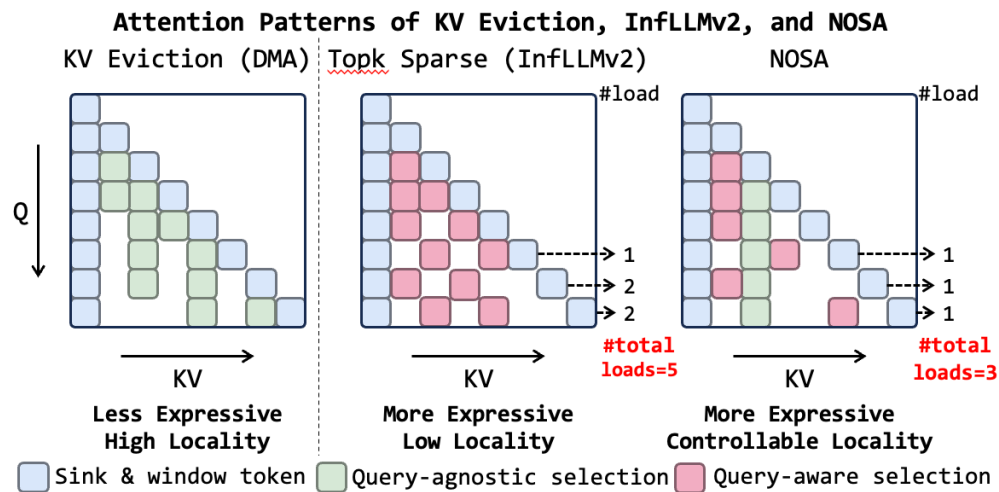 Attention Patterns of KV Eviction, InfLLMv2, and NOSA
KV Eviction (DMA)
Topk Sparse (InfLLMv2)
NOSA
#load
#load
Q
1
2
2
1
1
1
KV
KV
KV
#total
loads=5
#total
loads=3
Less Expressive
High Locality
More Expressive
Low Locality
More Expressive
Controllable Locality
Sink & window token
Query-agnostic selection
Query-aware selection